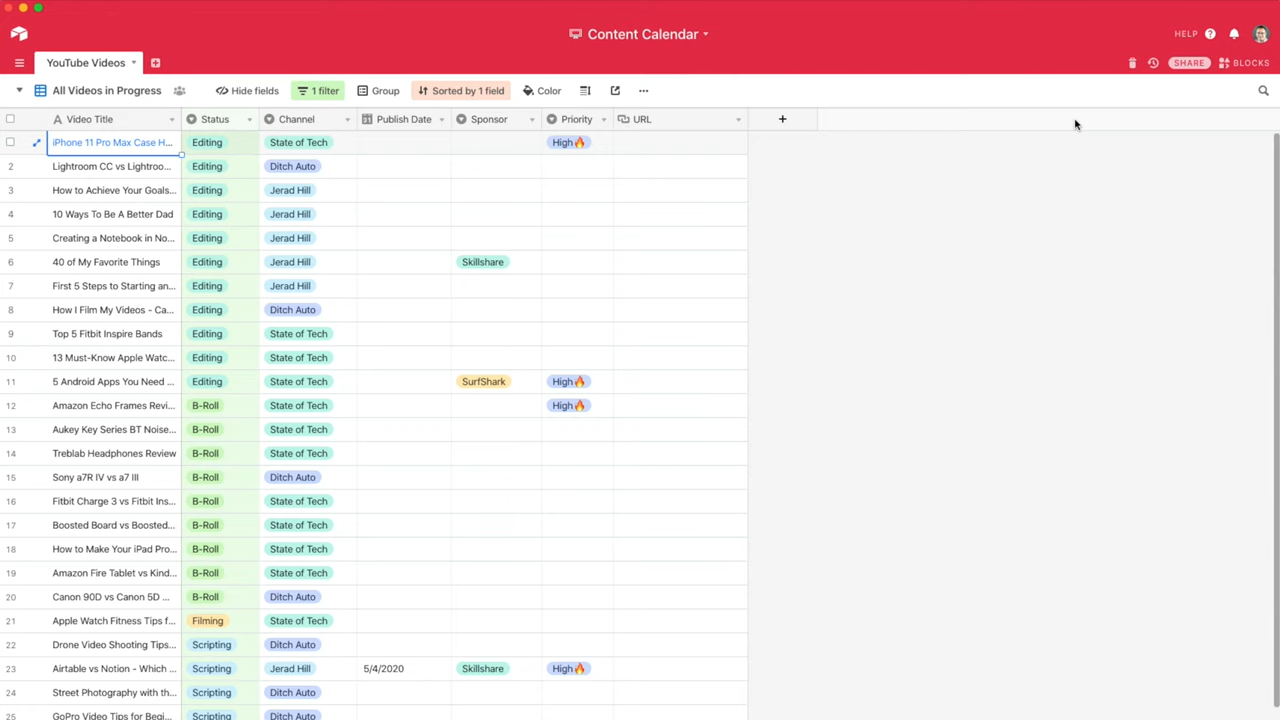 Content Calendar
HELP
YouTube Videos
SHARE
BLOCKS
All Videos in Progress
Hide fields
1 filter
Group
Sorted by 1 field
Color
Video Title Status Channel Publish Date Sponsor Priority URL
iPhone 11 Pro Max Case H... Editing State of Tech High🔥
2 Lightroom CC vs Lightroo... Editing Ditch Auto
3 How to Achieve Your Goals... Editing Jerad Hill
4 10 Ways To Be A Better Dad Editing Jerad Hill
5 Creating a Notebook in No... Editing Jerad Hill
6 40 of My Favorite Things Editing Jerad Hill Skillshare
7 First 5 Steps to Starting an... Editing Jerad Hill
8 How I Film My Videos - Ca... Editing Ditch Auto
9 Top 5 Fitbit Inspire Bands Editing State of Tech
10 13 Must-Know Apple Watc... Editing State of Tech
11 5 Android Apps You Need ... Editing State of Tech SurfShark High🔥
12 Amazon Echo Frames Revi... B-Roll State of Tech High🔥
13 Aukey Key Series BT Noise... B-Roll State of Tech
14 Treblab Headphones Review B-Roll State of Tech
15 Sony a7R IV vs a7 III B-Roll Ditch Auto
16 Fitbit Charge 3 vs Fitbit Ins... B-Roll State of Tech
17 Boosted Board vs Boosted... B-Roll State of Tech
18 How to Make Your iPad Pro... B-Roll State of Tech
19 Amazon Fire Tablet vs Kind... B-Roll State of Tech
20 Canon 90D vs Canon 5D ... B-Roll Ditch Auto
21 Apple Watch Fitness Tips f... Filming State of Tech
22 Drone Video Shooting Tips... Scripting Ditch Auto
23 Airtable vs Notion - Which ... Scripting Jerad Hill 5/4/2020 Skillshare High🔥
24 Street Photography with th... Scripting Ditch Auto
25 GoPro Video Tips for Begi... Scripting Ditch Auto